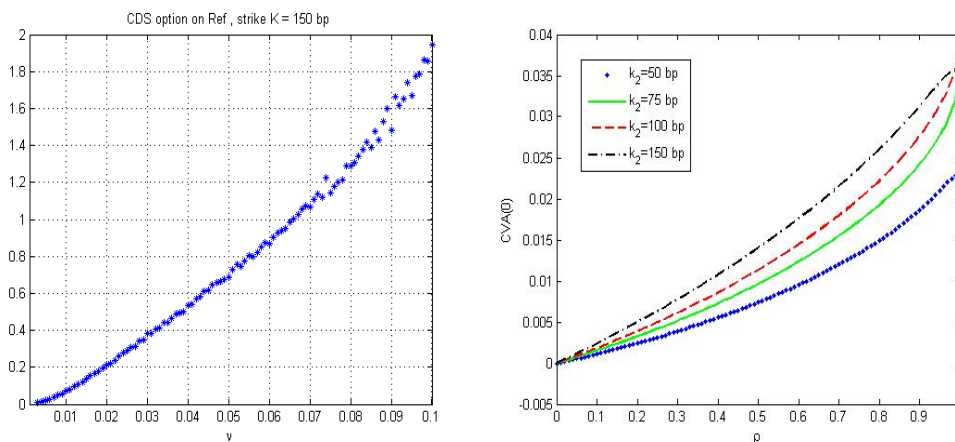 CDS option on Ref , strike K = 150 bp
2
1.8
1.6
1.4
1.2
1
0.8
0.6
0.4
0.2
0
0.01 0.02 0.03 0.04 0.05 0.06 0.07 0.08 0.09 0.1
ν
0.04
0.035
0.03
0.025
0.02
0.015
0.01
0.005
0
-0.005
CVA(0)
k₂=50 bp
k₂=75 bp
k₂=100 bp
k₂=150 bp
0 0.1 0.2 0.3 0.4 0.5 0.6 0.7 0.8 0.9
ρ